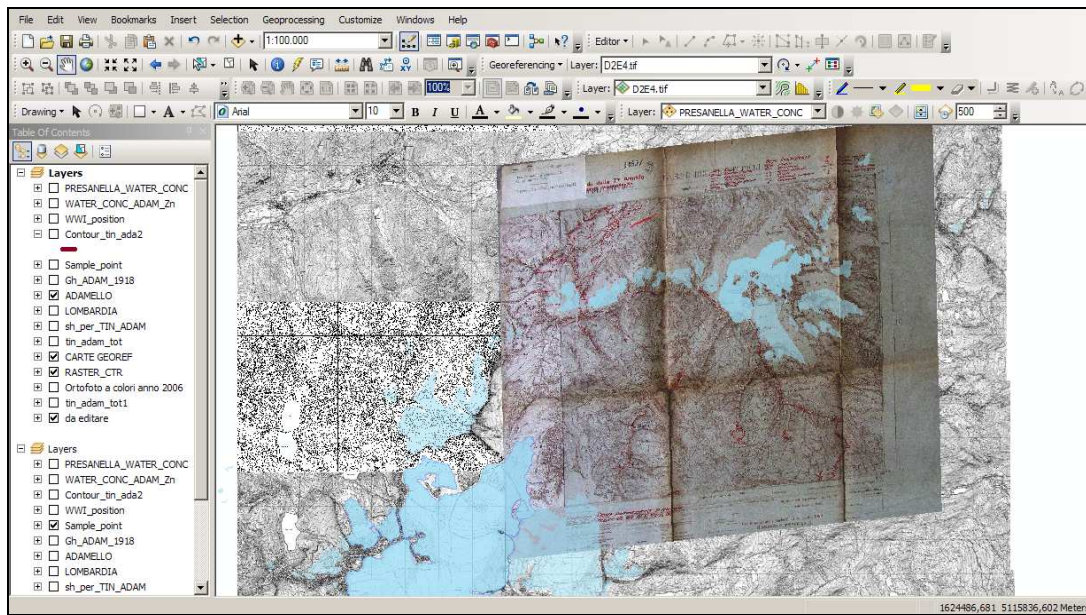 File Edit View Bookmarks Insert Selection Geoprocessing Customize Windows Help
1:100.000 Editor
Georeferencing Layer: D2E4.tif
100% Layer: D2E4.tif
Drawing A Arial 10 B I U A Layer: PRESANELLA_WATER_CONC 500
Table Of Contents
Layers
PRESANELLA_WATER_CONC
WATER_CONC_ADAM_Zn
WWI_position
Contour_tin_ada2
Sample_point
Gh_ADAM_1918
ADAMELLO
LOMBARDIA
sh_per_TIN_ADAM
tin_adam_tot
CARTE GEOREF
RASTER_CTR
Ortofoto a colori anno 2006
tin_adam_tot1
da editare
Layers
PRESANELLA_WATER_CONC
WATER_CONC_ADAM_Zn
Contour_tin_ada2
WWI_position
Sample_point
Gh_ADAM_1918
ADAMELLO
LOMBARDIA
sh_per_TIN_ADAM
1624486,681 5115836,602 Meter